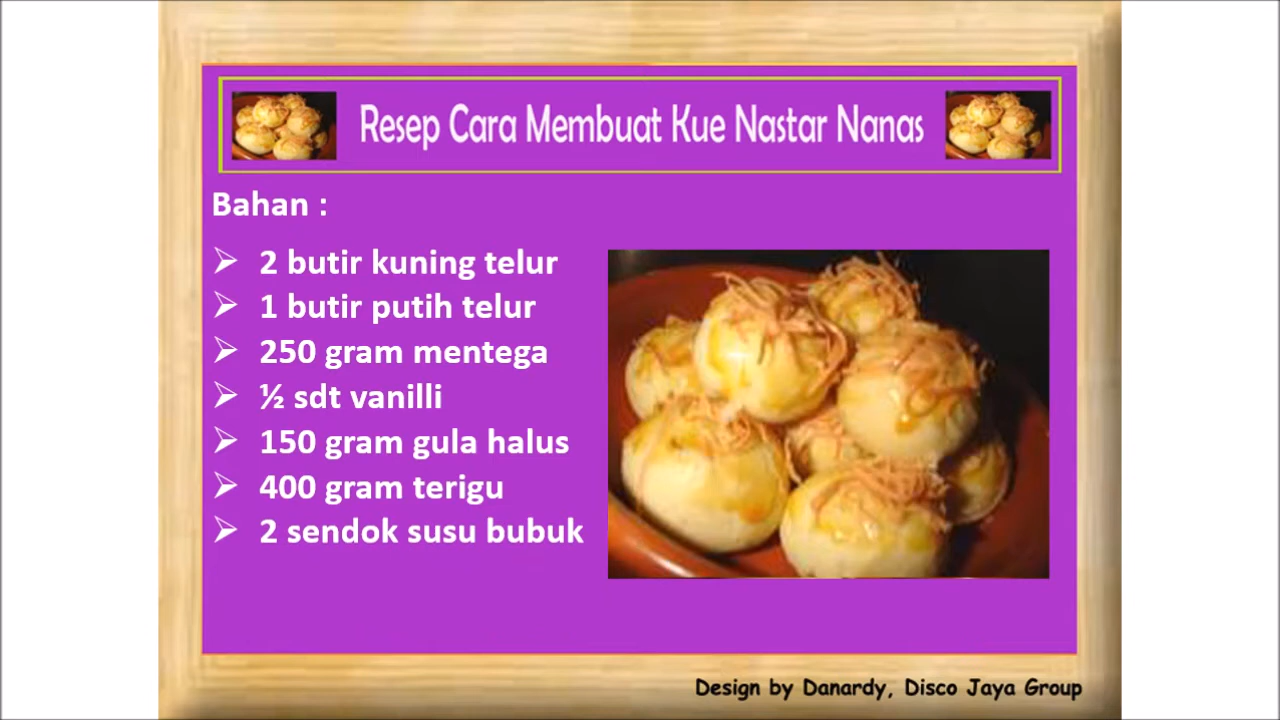 Resep Cara Membuat Kue Nastar Nanas
Bahan :
2 butir kuning telur
1 butir putih telur
250 gram mentega
½ sdt vanilli
150 gram gula halus
400 gram terigu
2 sendok susu bubuk
Design by Danardy, Disco Jaya Group